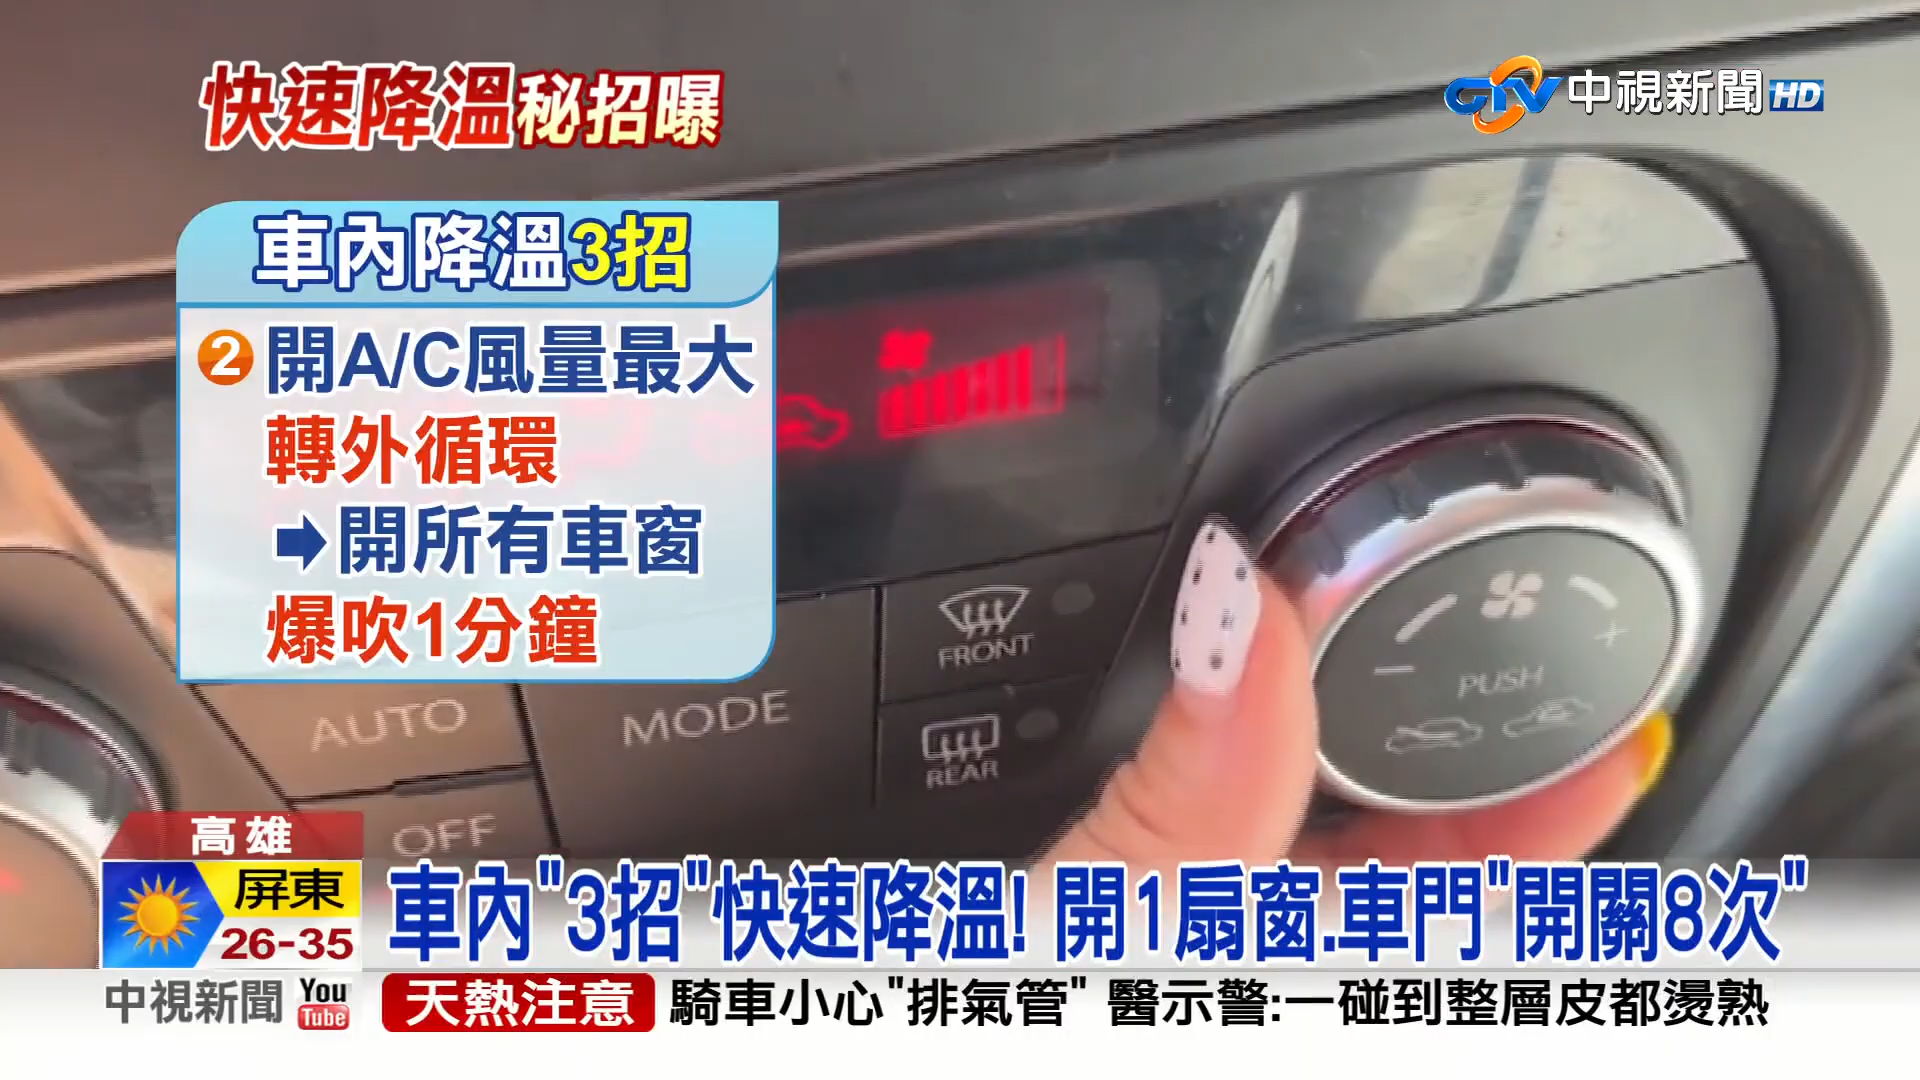 快速降溫秘招曝
CTV中視新聞HD
車內降溫3招
2 開A/C風量最大
轉外循環
➡開所有車窗
爆吹1分鐘
FRONT
REAR
AUTO
MODE
OFF
PUSH
高雄
屏東
26-35
車內"3招"快速降溫! 開1扇窗.車門"開關8次"
中視新聞 YouTube
天熱注意 騎車小心"排氣管" 醫示警:一碰到整層皮都燙熟